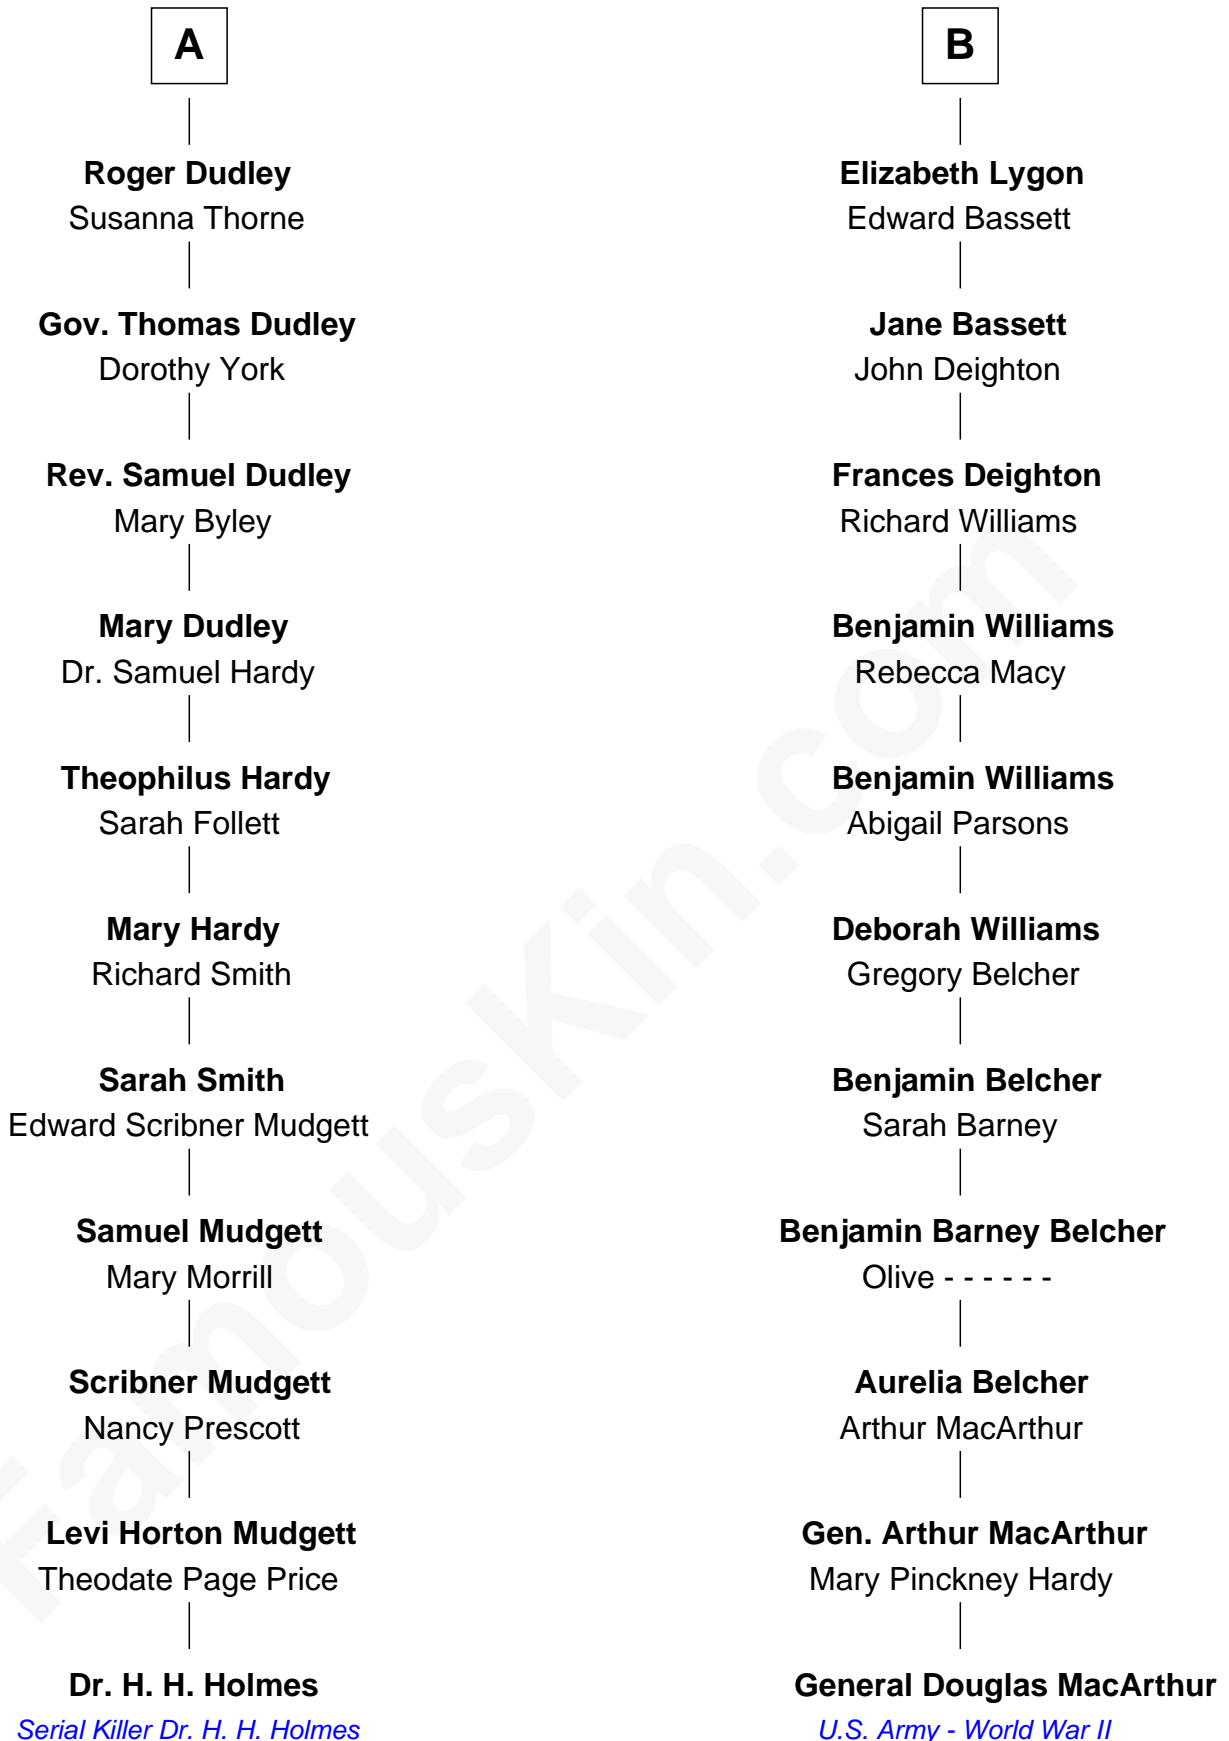 A
Roger Dudley
Susanna Thorne
Gov. Thomas Dudley
Dorothy York
Rev. Samuel Dudley
Mary Byley
Mary Dudley
Dr. Samuel Hardy
Theophilus Hardy
Sarah Follett
Mary Hardy
Richard Smith
Sarah Smith
Edward Scribner Mudgett
Samuel Mudgett
Mary Morrill
Scribner Mudgett
Nancy Prescott
Levi Horton Mudgett
Theodate Page Price
Dr. H. H. Holmes
Serial Killer Dr. H. H. Holmes
B
Elizabeth Lygon
Edward Bassett
Jane Bassett
John Deighton
Frances Deighton
Richard Williams
Benjamin Williams
Rebecca Macy
Benjamin Williams
Abigail Parsons
Deborah Williams
Gregory Belcher
Benjamin Belcher
Sarah Barney
Benjamin Barney Belcher
Olive - - - - - -
Aurelia Belcher
Arthur MacArthur
Gen. Arthur MacArthur
Mary Pinckney Hardy
General Douglas MacArthur
U.S. Army - World War II
FamousKin.com